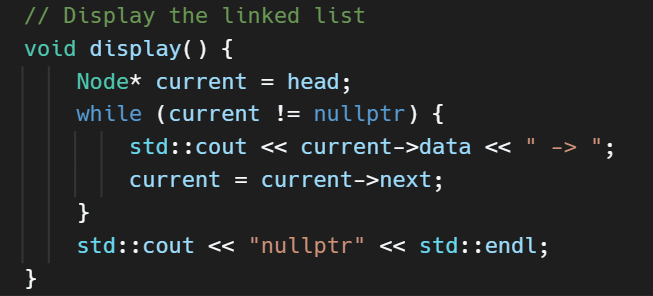 // Display the linked list
void display() {
    Node* current = head;
    while (current != nullptr) {
        std::cout << current->data << " -> ";
        current = current->next;
    }
    std::cout << "nullptr" << std::endl;
}